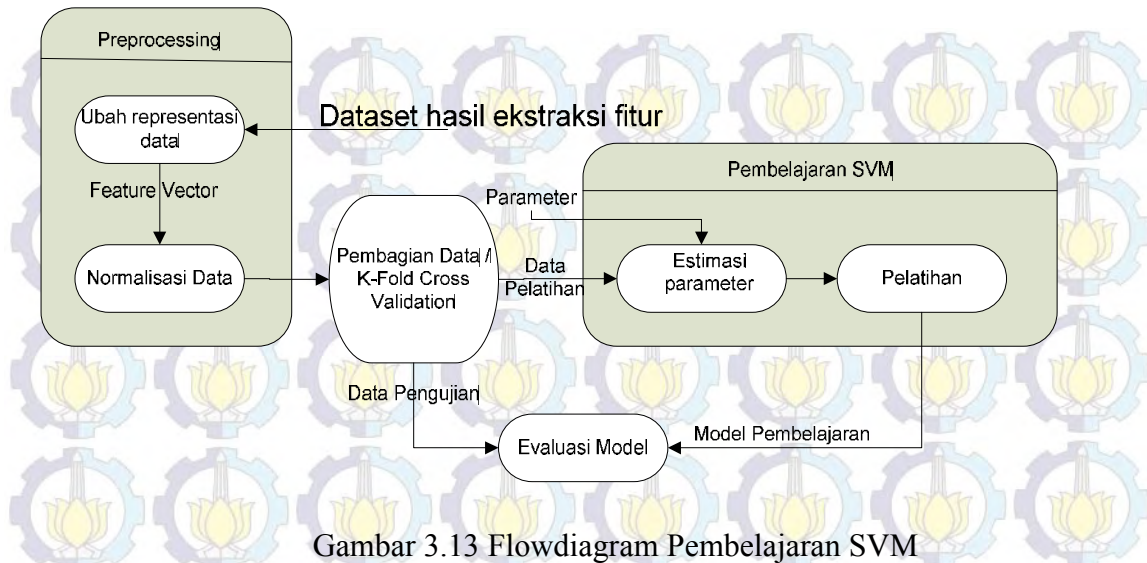 Preprocessing
Ubah representasi
data
Dataset hasil ekstraksi fitur
Feature Vector
Normalisasi Data
Pembagian Data /
K-Fold Cross
Validation
Parameter
Data
Pelatihan
Pembelajaran SVM
Estimasi
parameter
Pelatihan
Data Pengujian
Evaluasi Model
Model Pembelajaran
Gambar 3.13 Flowdiagram Pembelajaran SVM